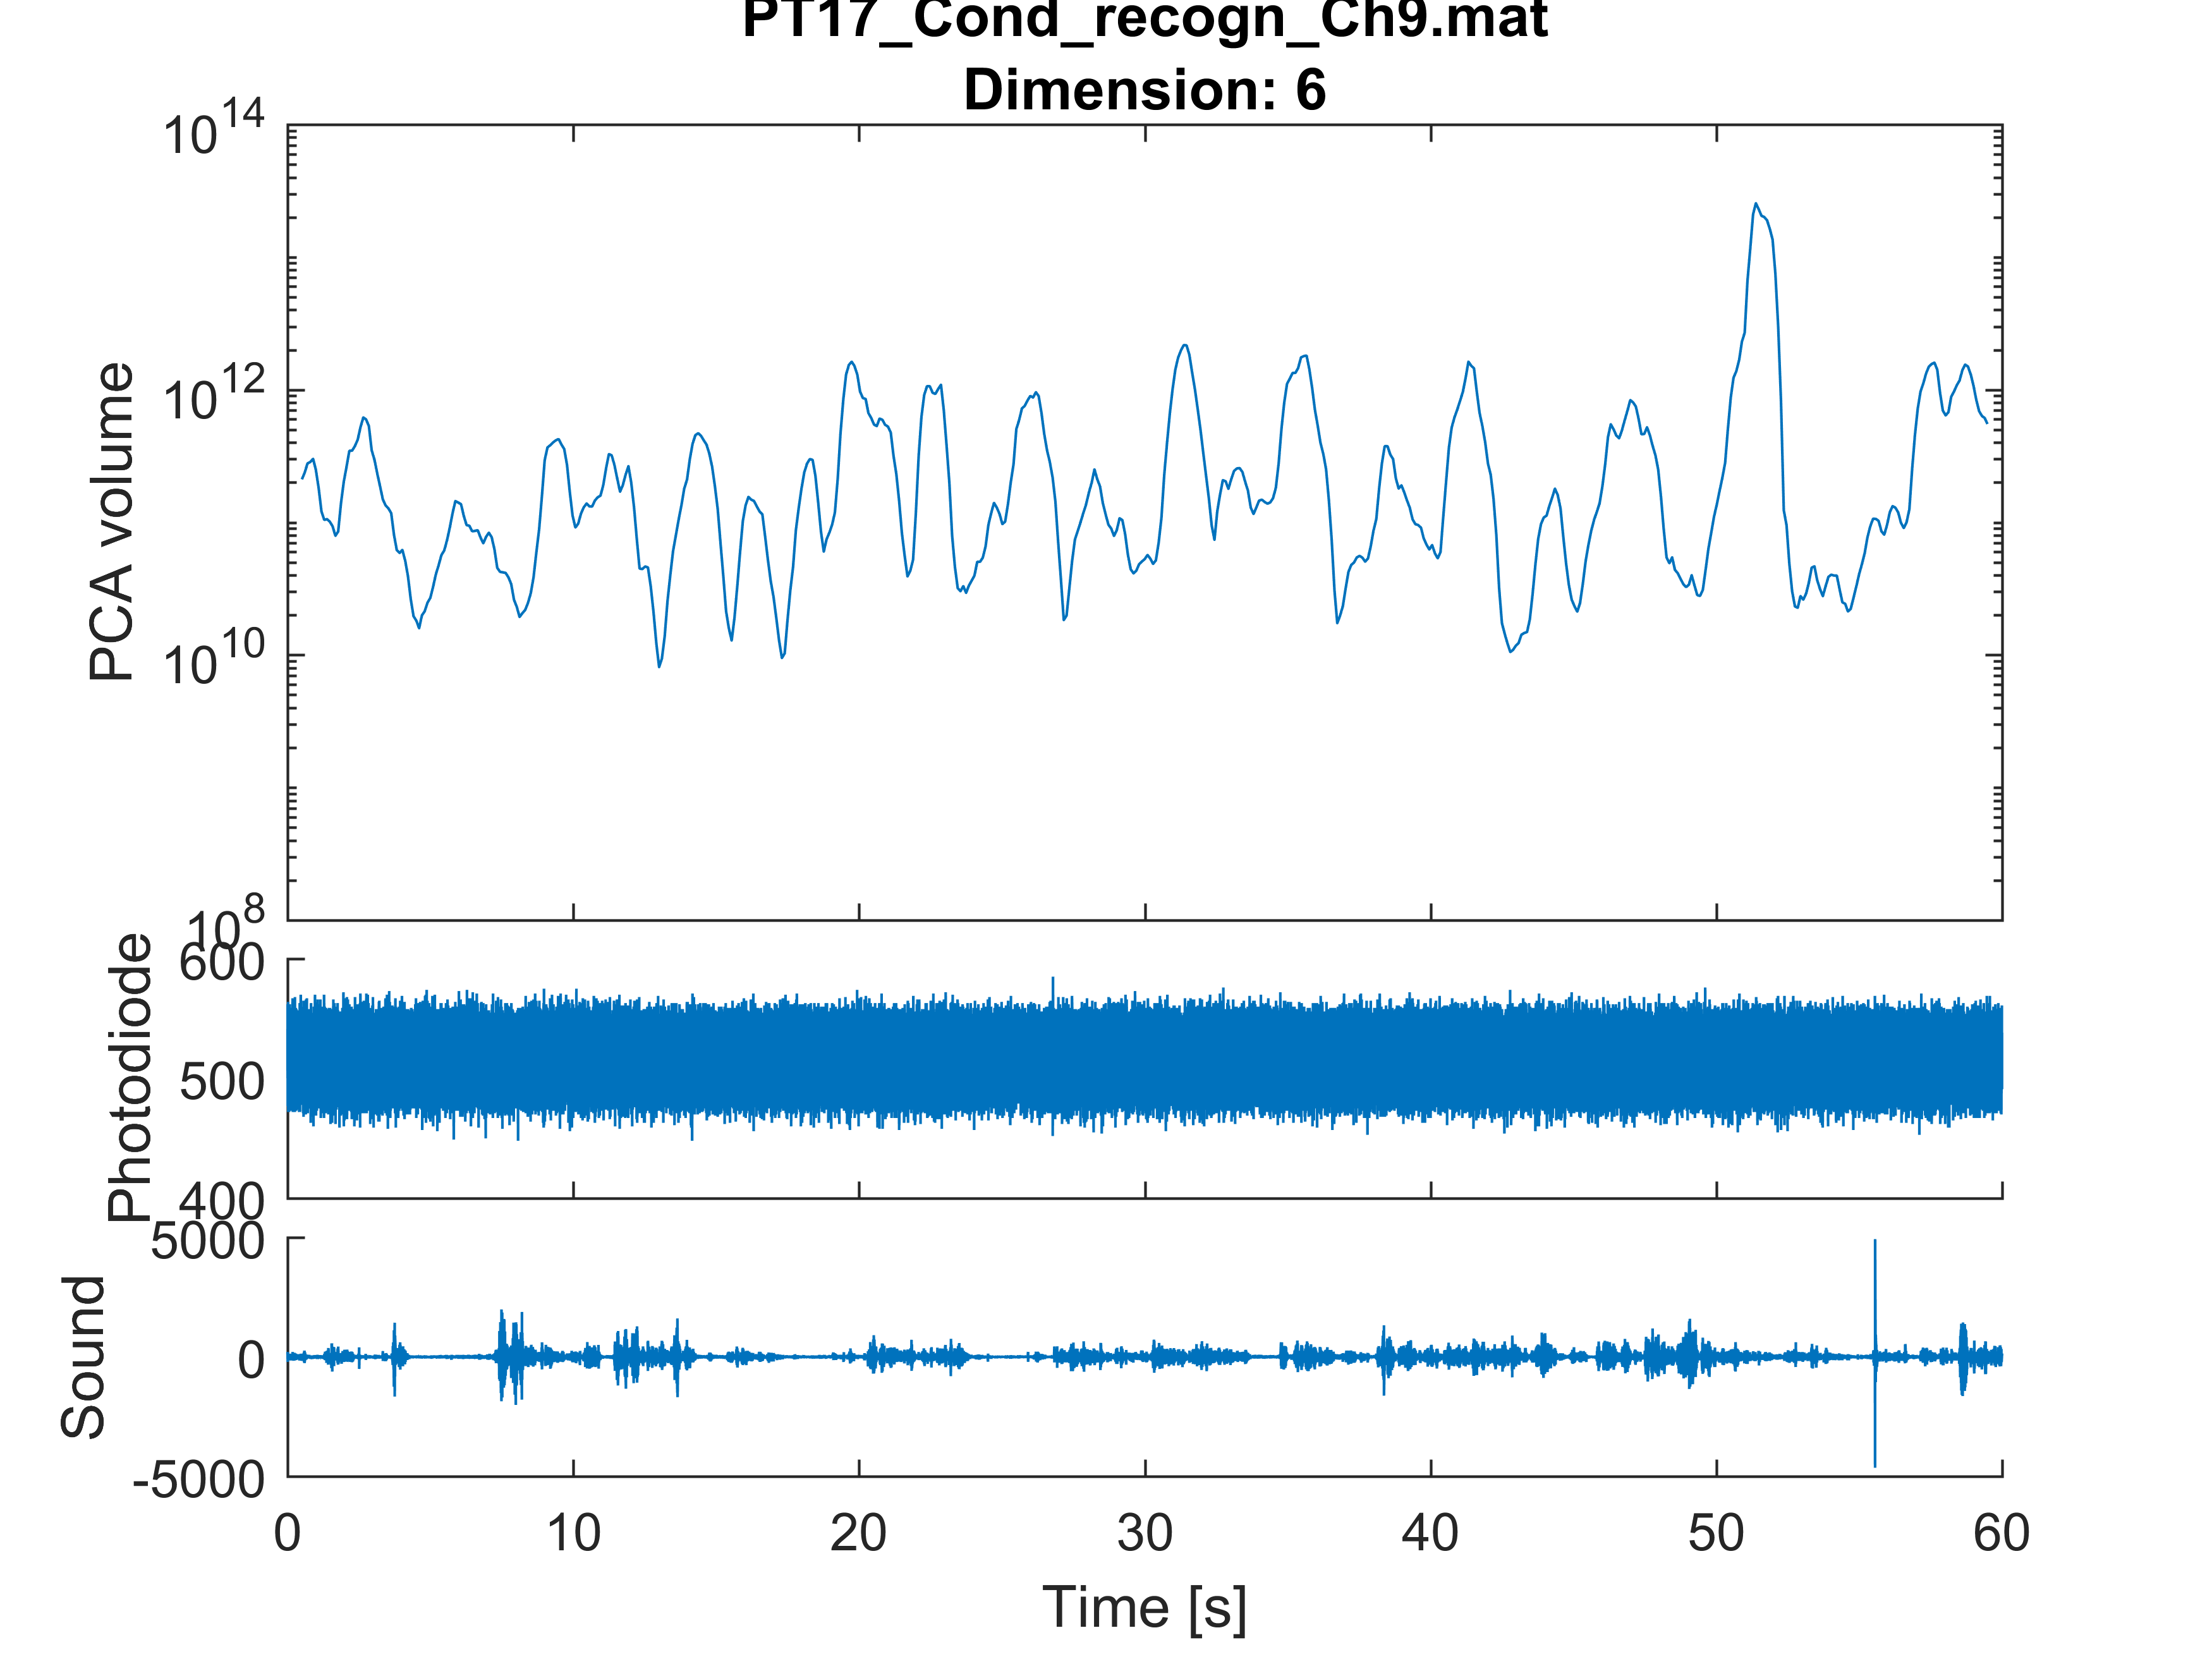 PT17_Cond_recogn_Ch9.mat
Dimension: 6
10^14
10^12
10^10
10^8
PCA volume
600
500
400
Photodiode
5000
0
-5000
Sound
0 10 20 30 40 50 60
Time [s]